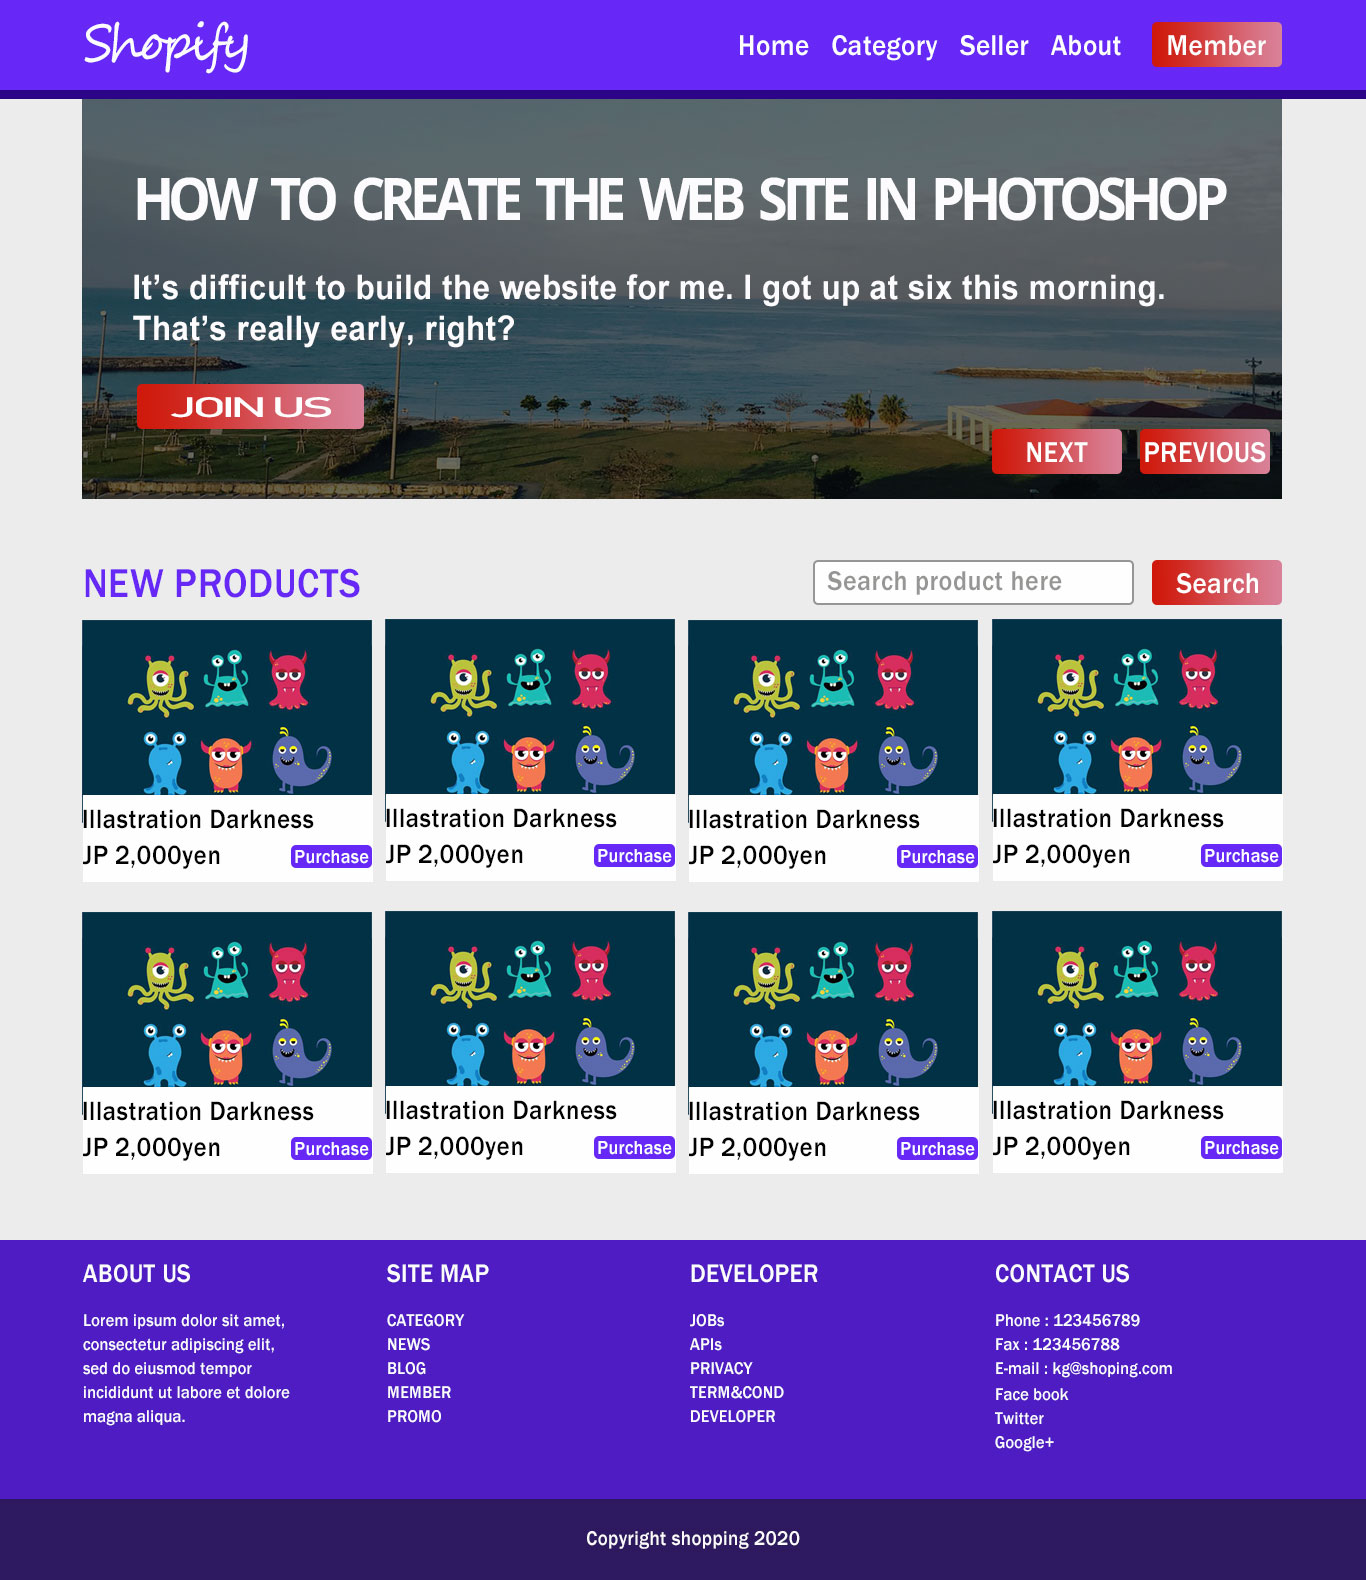 Shopify
Home Category Seller About Member
HOW TO CREATE THE WEB SITE IN PHOTOSHOP
It's difficult to build the website for me. I got up at six this morning.
That's really early, right?
JOIN US
NEXT PREVIOUS
NEW PRODUCTS
Search product here Search
Illastration Darkness Illastration Darkness Illastration Darkness Illastration Darkness
JP 2,000yen Purchase JP 2,000yen Purchase JP 2,000yen Purchase JP 2,000yen Purchase
Illastration Darkness Illastration Darkness Illastration Darkness Illastration Darkness
JP 2,000yen Purchase JP 2,000yen Purchase JP 2,000yen Purchase JP 2,000yen Purchase
ABOUT US
Lorem ipsum dolor sit amet,
consectetur adipiscing elit,
sed do eiusmod tempor
incididunt ut labore et dolore
magna aliqua.
SITE MAP
CATEGORY
NEWS
BLOG
MEMBER
PROMO
DEVELOPER
JOBs
APIs
PRIVACY
TERM&COND
DEVELOPER
CONTACT US
Phone : 123456789
Fax : 123456788
E-mail : kg@shoping.com
Face book
Twitter
Google+
Copyright shopping 2020